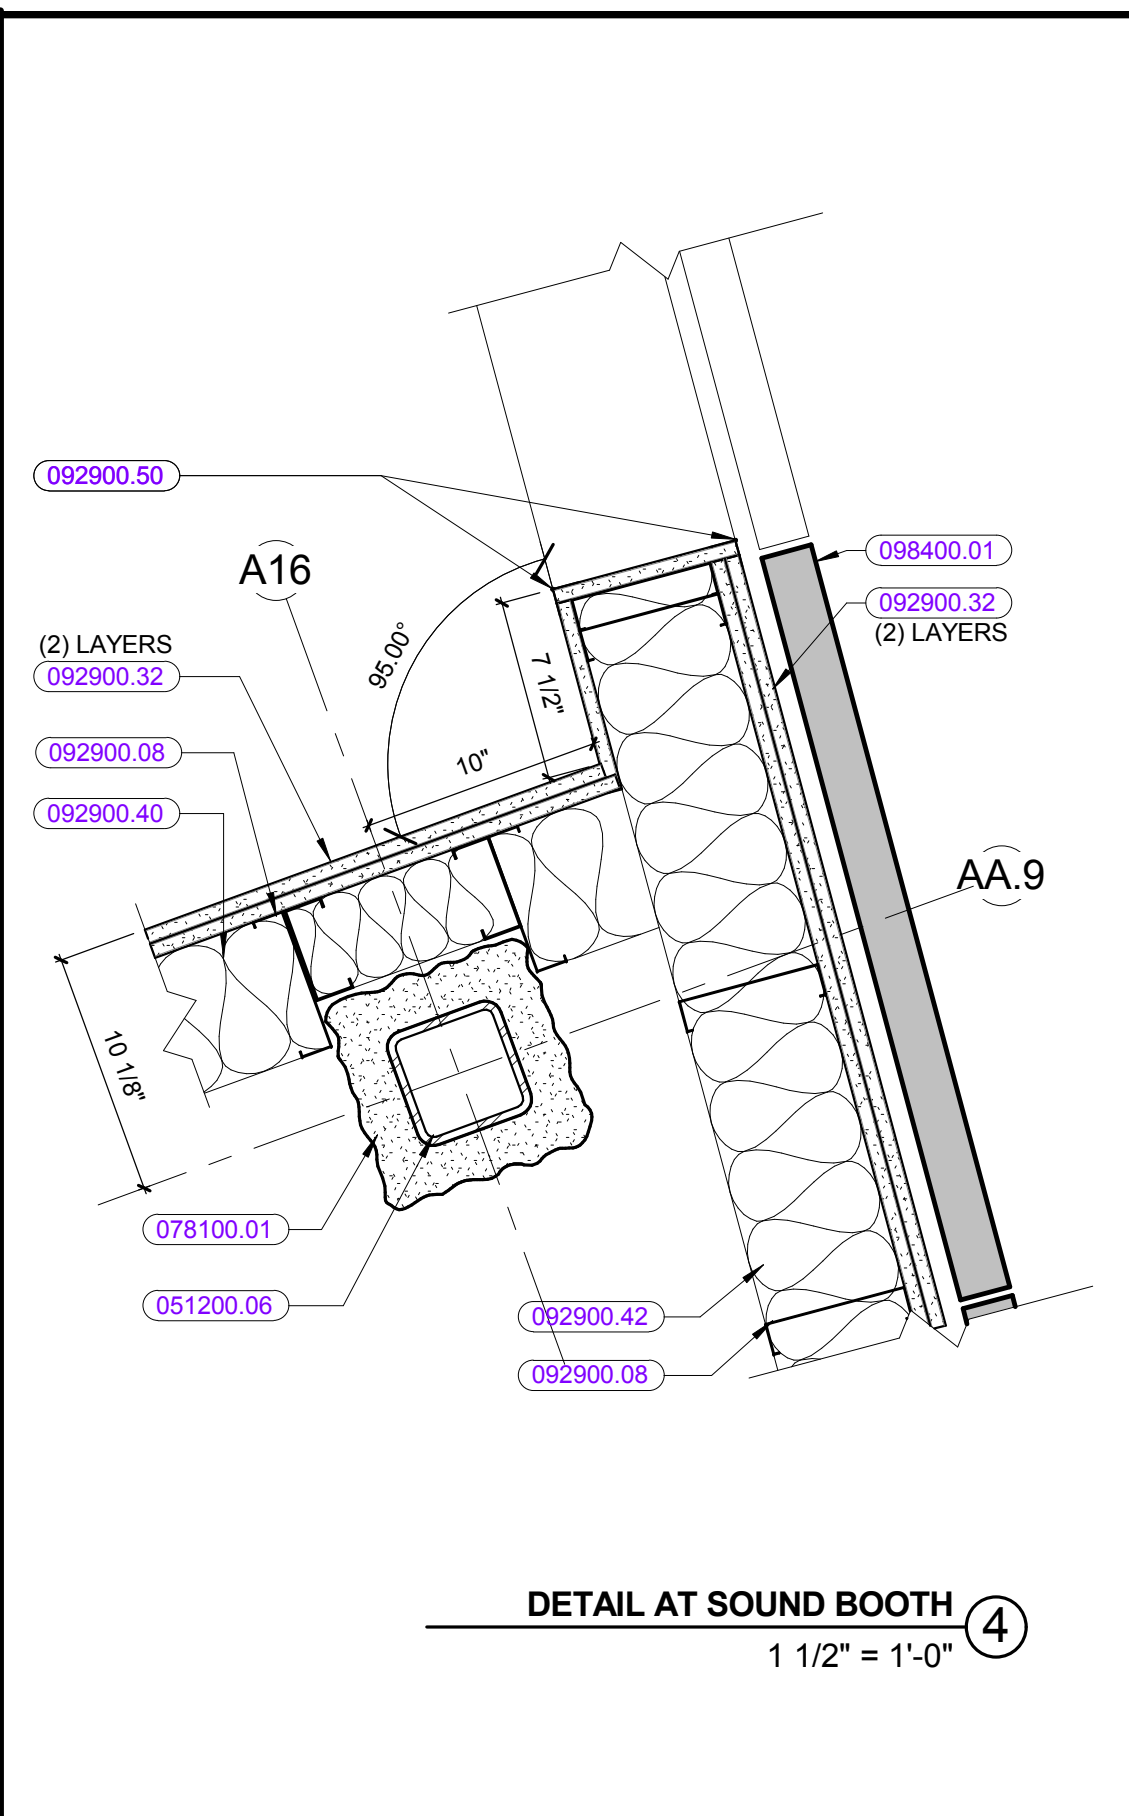 092900.50
A16
098400.01
092900.32
(2) LAYERS
(2) LAYERS
092900.32
95.00°
7 1/2"
092900.08
10"
092900.40
AA.9
10 1/8"
078100.01
051200.06
092900.42
092900.08
DETAIL AT SOUND BOOTH
4
1 1/2" = 1'-0"